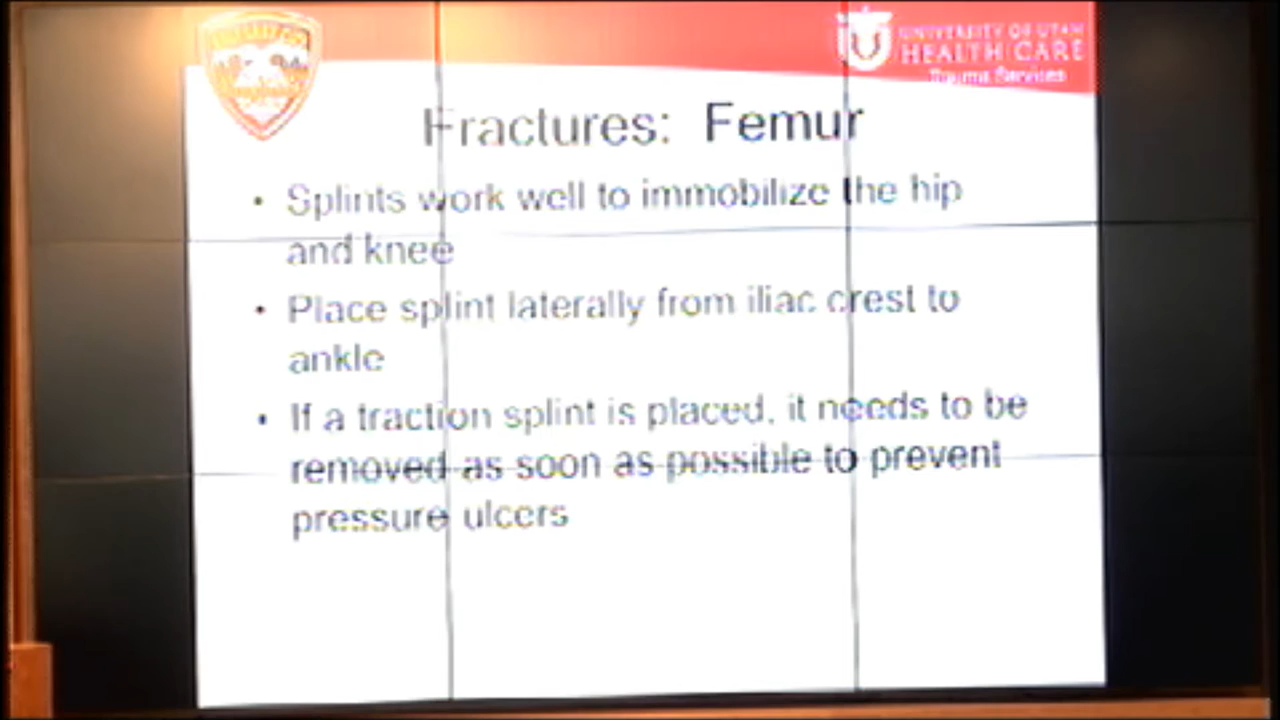 UNIVERSITY OF UTAH
HEALTH CARE
Trauma Services
Fractures: Femur
• Splints work well to immobilize the hip
and knee
• Place splint laterally from iliac crest to
ankle
• If a traction splint is placed, it needs to be
removed as soon as possible to prevent
pressure ulcers